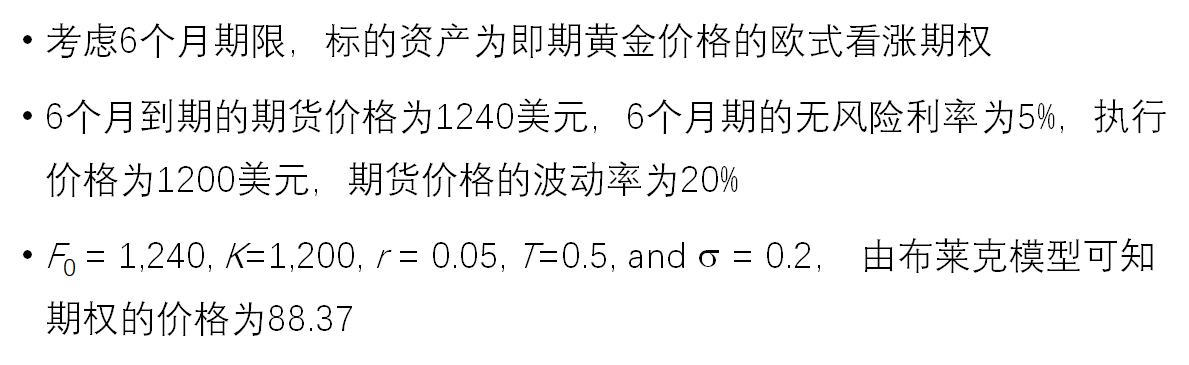 • 考虑6个月期限，标的资产为即期黄金价格的欧式看涨期权
• 6个月到期的期货价格为1240美元，6个月期的无风险利率为5%，执行
价格为1200美元，期货价格的波动率为20%
• F0 = 1,240, K=1,200, r = 0.05, T=0.5, and σ = 0.2， 由布莱克模型可知
期权的价格为88.37